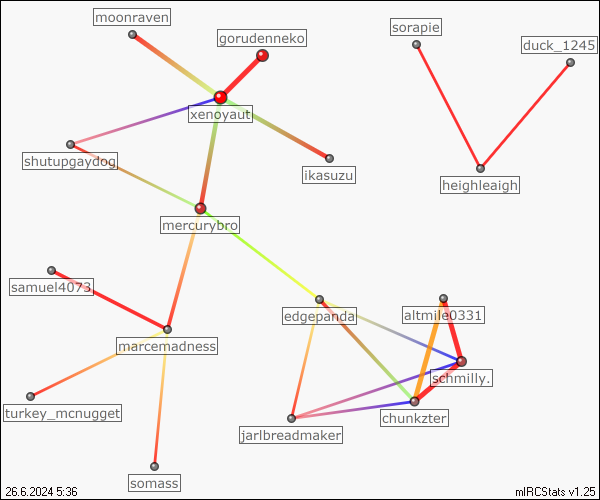 moonraven
gorudenneko
sorapie
duck_1245
xenoyaut
shutupgaydog
ikasuzu
heighleaigh
mercurybro
samuel4073
edgepanda
altmile0331
marcemadness
schmilly.
turkey_mcnugget
chunkzter
jarlbreadmaker
somass
26.6.2024 5:36
mIRCStats v1.25